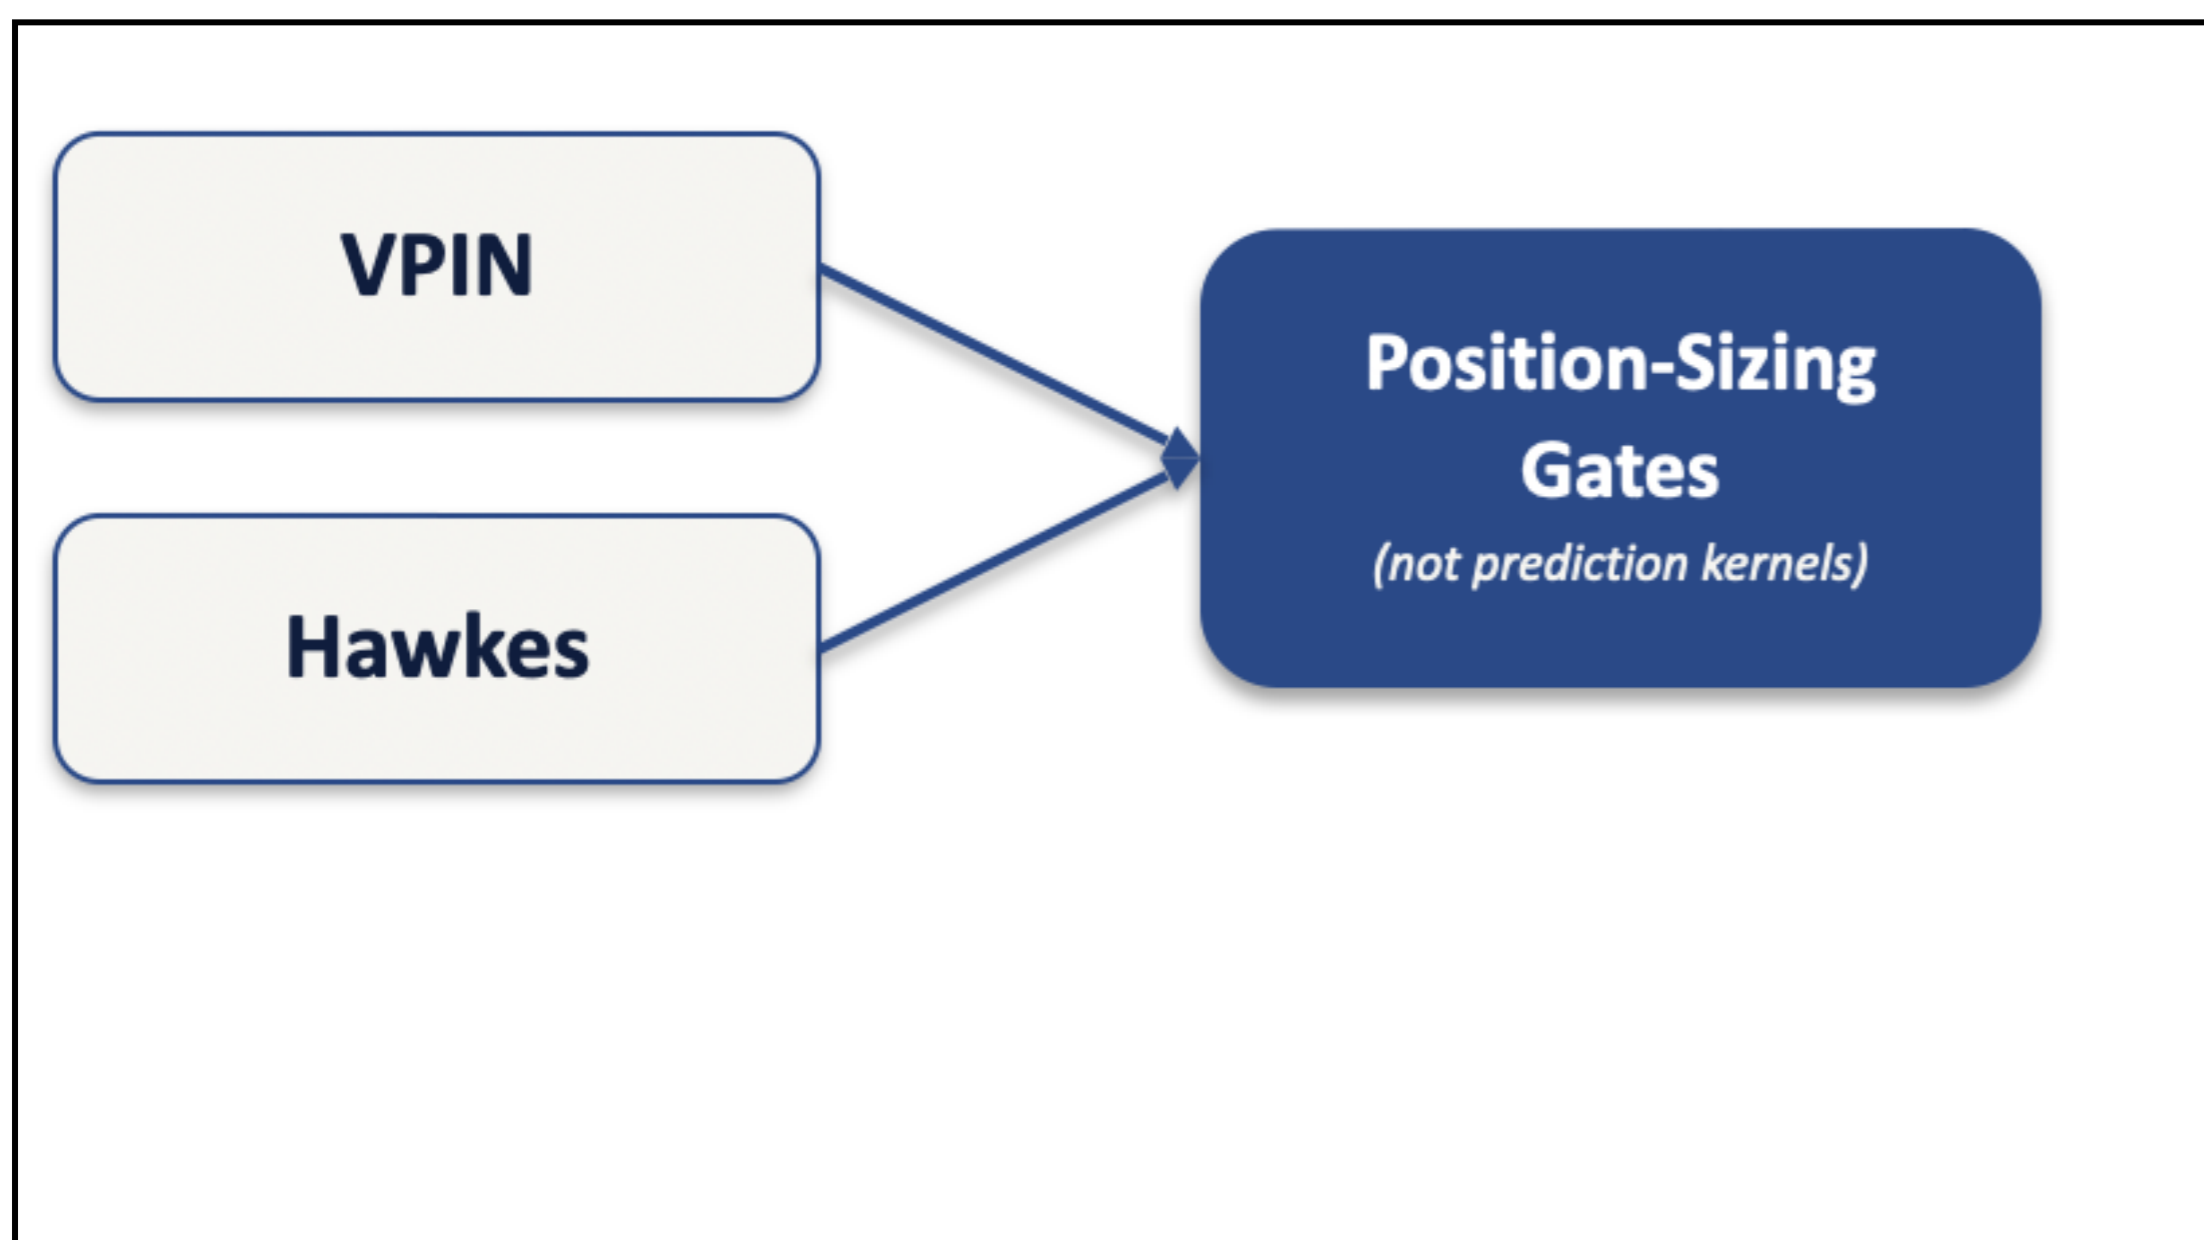 VPIN
Hawkes
Position-Sizing
Gates
(not prediction kernels)